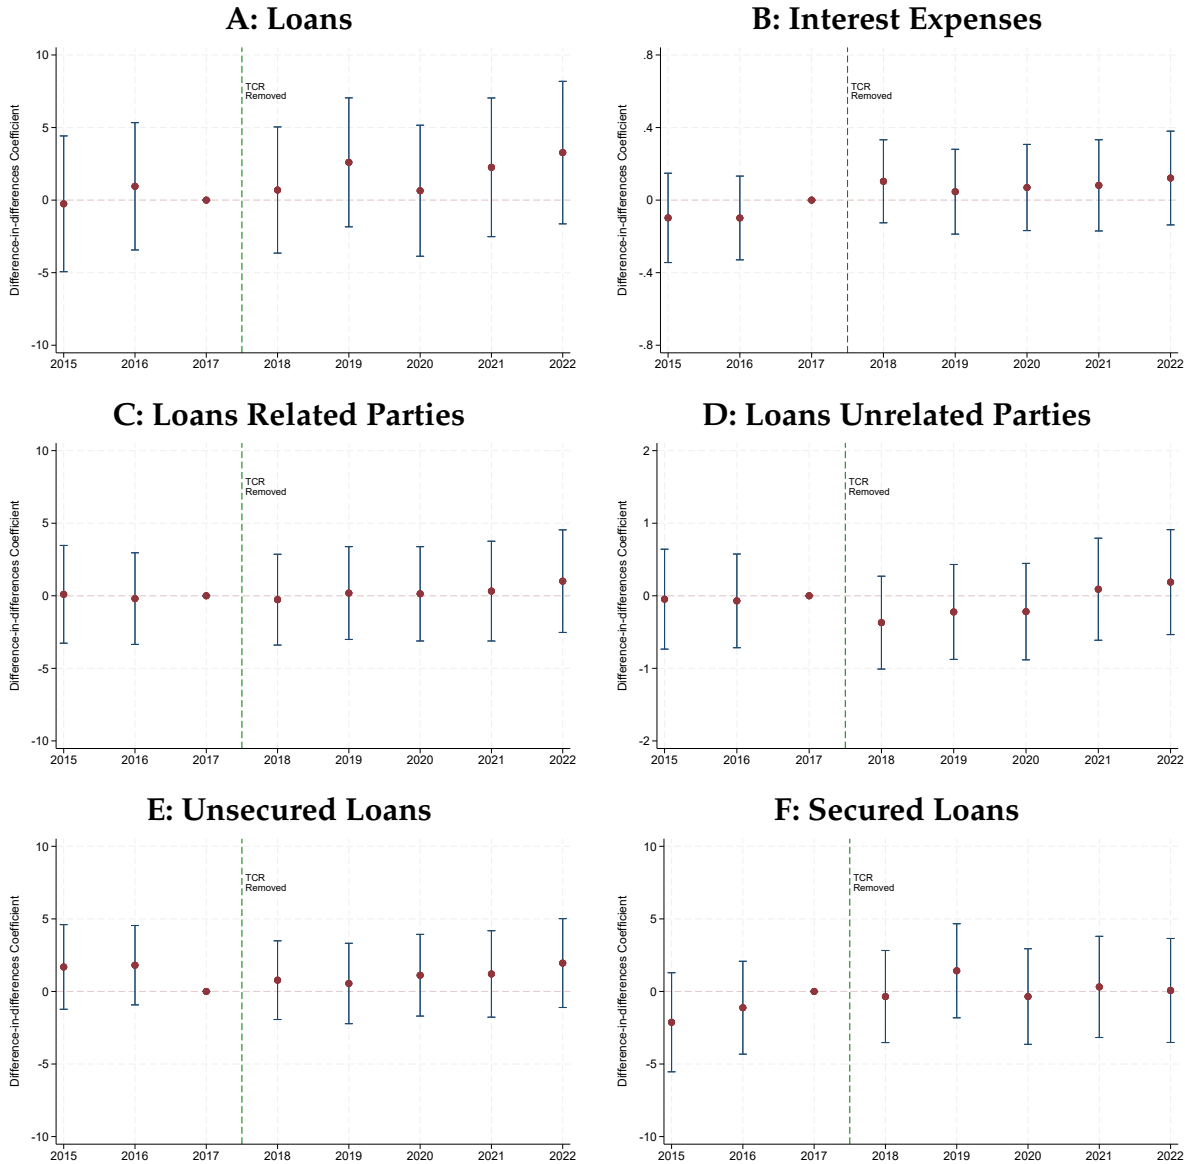 A: Loans
Difference-in-differences Coefficient
10
5
0
-5
-10
TCR
Removed
2015 2016 2017 2018 2019 2020 2021 2022
B: Interest Expenses
Difference-in-differences Coefficient
.8
.4
0
-.4
-.8
TCR
Removed
2015 2016 2017 2018 2019 2020 2021 2022
C: Loans Related Parties
Difference-in-differences Coefficient
10
5
0
-5
-10
TCR
Removed
2015 2016 2017 2018 2019 2020 2021 2022
D: Loans Unrelated Parties
Difference-in-differences Coefficient
2
1
0
-1
-2
TCR
Removed
2015 2016 2017 2018 2019 2020 2021 2022
E: Unsecured Loans
Difference-in-differences Coefficient
10
5
0
-5
-10
TCR
Removed
2015 2016 2017 2018 2019 2020 2021 2022
F: Secured Loans
Difference-in-differences Coefficient
10
5
0
-5
-10
TCR
Removed
2015 2016 2017 2018 2019 2020 2021 2022